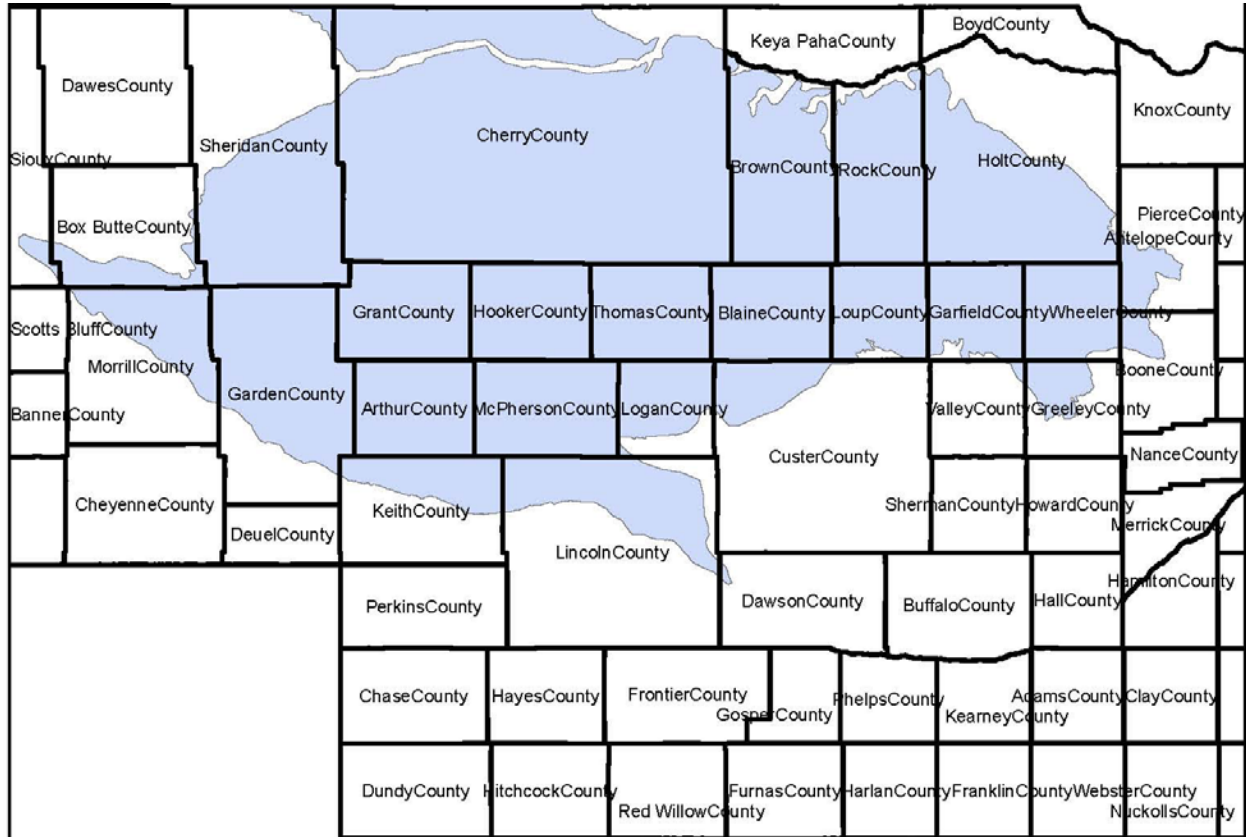 BoydCounty
Keya PahaCounty
DawesCounty
KnoxCounty
CherryCounty
SheridanCounty
SiouxCounty
HoltCounty
BrownCounty
RockCounty
PierceCounty
Box ButteCounty
AntelopeCounty
GrantCounty
HookerCounty
ThomasCounty
BlaineCounty
LoupCounty
GarfieldCounty
WheelerCounty
Scotts BluffCounty
MorrillCounty
BooneCounty
GardenCounty
ArthurCounty
McPhersonCounty
LoganCounty
ValleyCounty
GreeleyCounty
BannerCounty
CusterCounty
NanceCounty
CheyenneCounty
KeithCounty
ShermanCounty
HowardCounty
MerrickCounty
DeuelCounty
LincolnCounty
HamiltonCounty
PerkinsCounty
DawsonCounty
BuffaloCounty
HallCounty
ChaseCounty
HayesCounty
FrontierCounty
PhelpsCounty
AdamsCounty
ClayCounty
GosperCounty
KearneyCounty
DundyCounty
HitchcockCounty
FurnasCounty
HarlanCounty
FranklinCounty
WebsterCounty
Red WillowCounty
NuckollsCounty